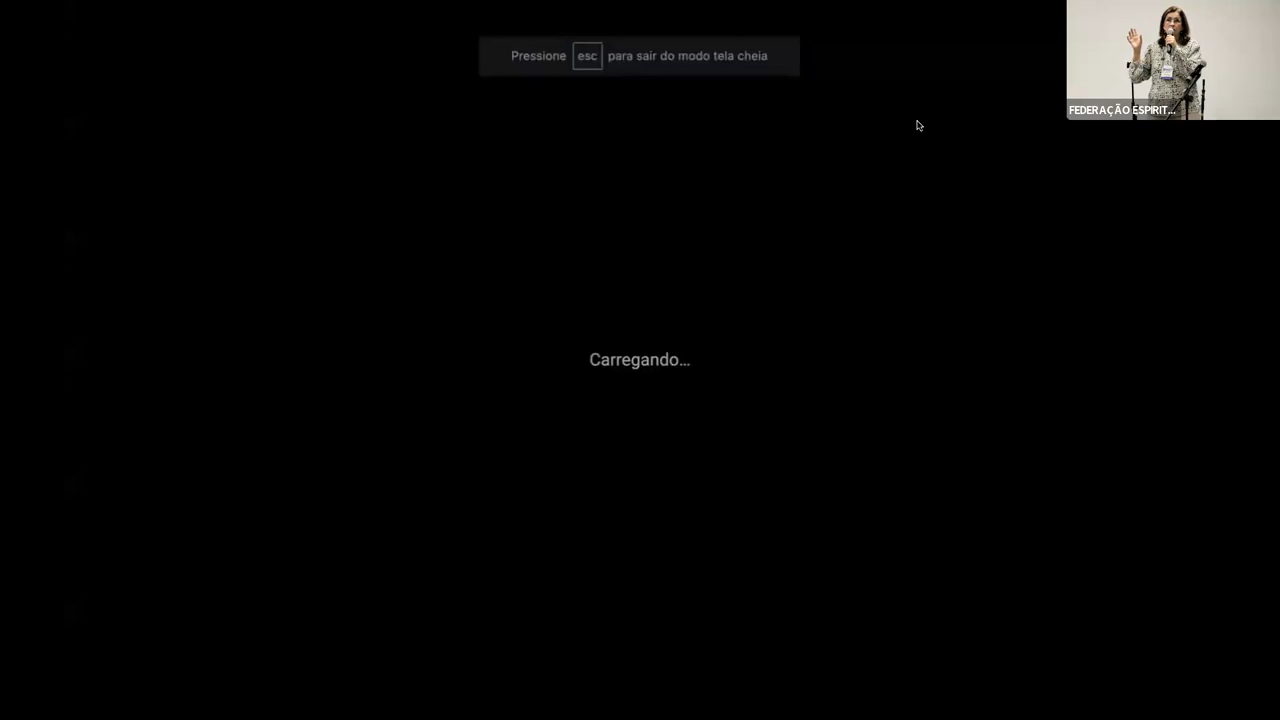 Pressione esc para sair do modo tela cheia
FEDERAÇÃO ESPIRIT...
Carregando...